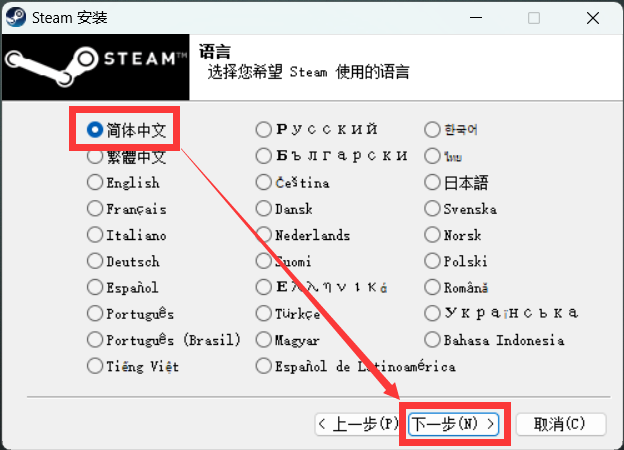 Steam 安装
STEAM™
语言
选择您希望 Steam 使用的语言
简体中文
Русский
한국어
繁體中文
Български
ไทย
English
Čeština
日本語
Français
Dansk
Svenska
Italiano
Nederlands
Norsk
Deutsch
Suomi
Polski
Español
Ελληνικά
Română
Português
Türkçe
Українська
Português (Brasil)
Magyar
Bahasa Indonesia
Tiếng Việt
Español de Latinoamérica
< 上一步(P)
下一步(N) >
取消(C)